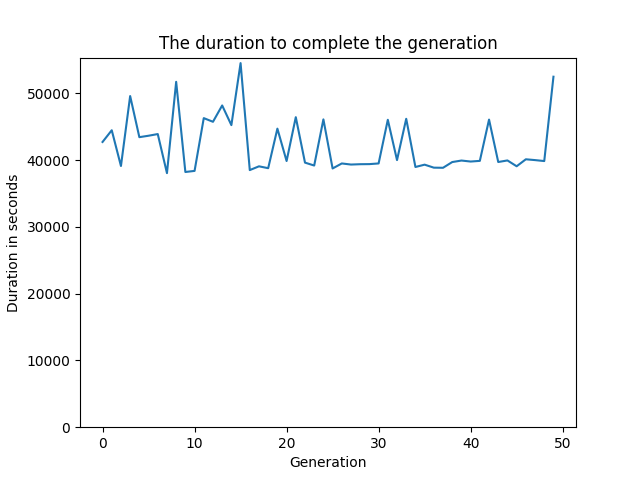 The duration to complete the generation
50000
40000
30000
20000
10000
0
Duration in seconds
0 10 20 30 40 50
Generation